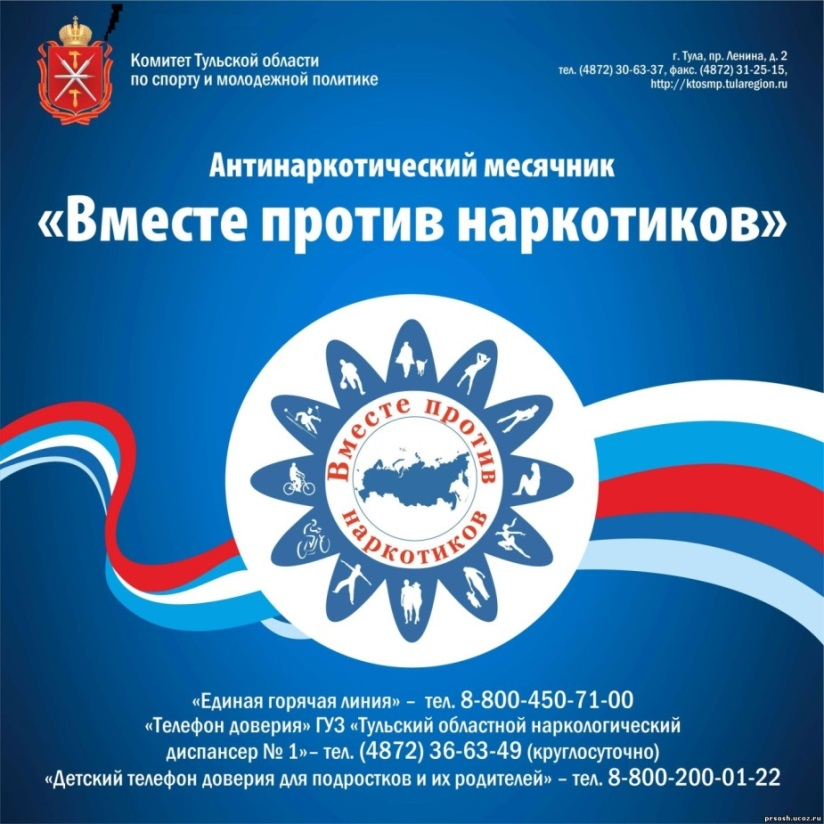 Комитет Тульской области
по спорту и молодежной политике
г. Тула, пр. Ленина, д. 2
тел. (4872) 30-63-37, факс. (4872) 31-25-15,
http://ktosmp.tularegion.ru
Антинаркотический месячник
«Вместе против наркотиков»
Вместе против
наркотиков
«Единая горячая линия» – тел. 8-800-450-71-00
«Телефон доверия» ГУЗ «Тульский областной наркологический
диспансер № 1»– тел. (4872) 36-63-49 (круглосуточно)
«Детский телефон доверия для подростков и их родителей» – тел. 8-800-200-01-22
prsosh.ucoz.ru